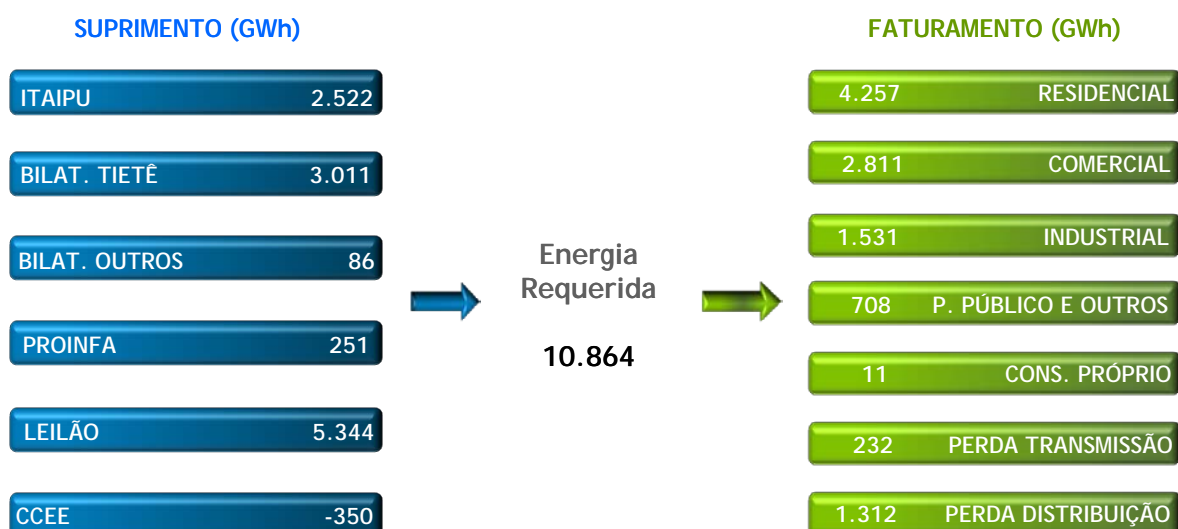 SUPRIMENTO (GWh)
ITAIPU 2.522
BILAT. TIETÊ 3.011
BILAT. OUTROS 86
PROINFA 251
LEILÃO 5.344
CCEE -350
Energia
Requerida
10.864
FATURAMENTO (GWh)
4.257 RESIDENCIAL
2.811 COMERCIAL
1.531 INDUSTRIAL
708 P. PÚBLICO E OUTROS
11 CONS. PRÓPRIO
232 PERDA TRANSMISSÃO
1.312 PERDA DISTRIBUIÇÃO